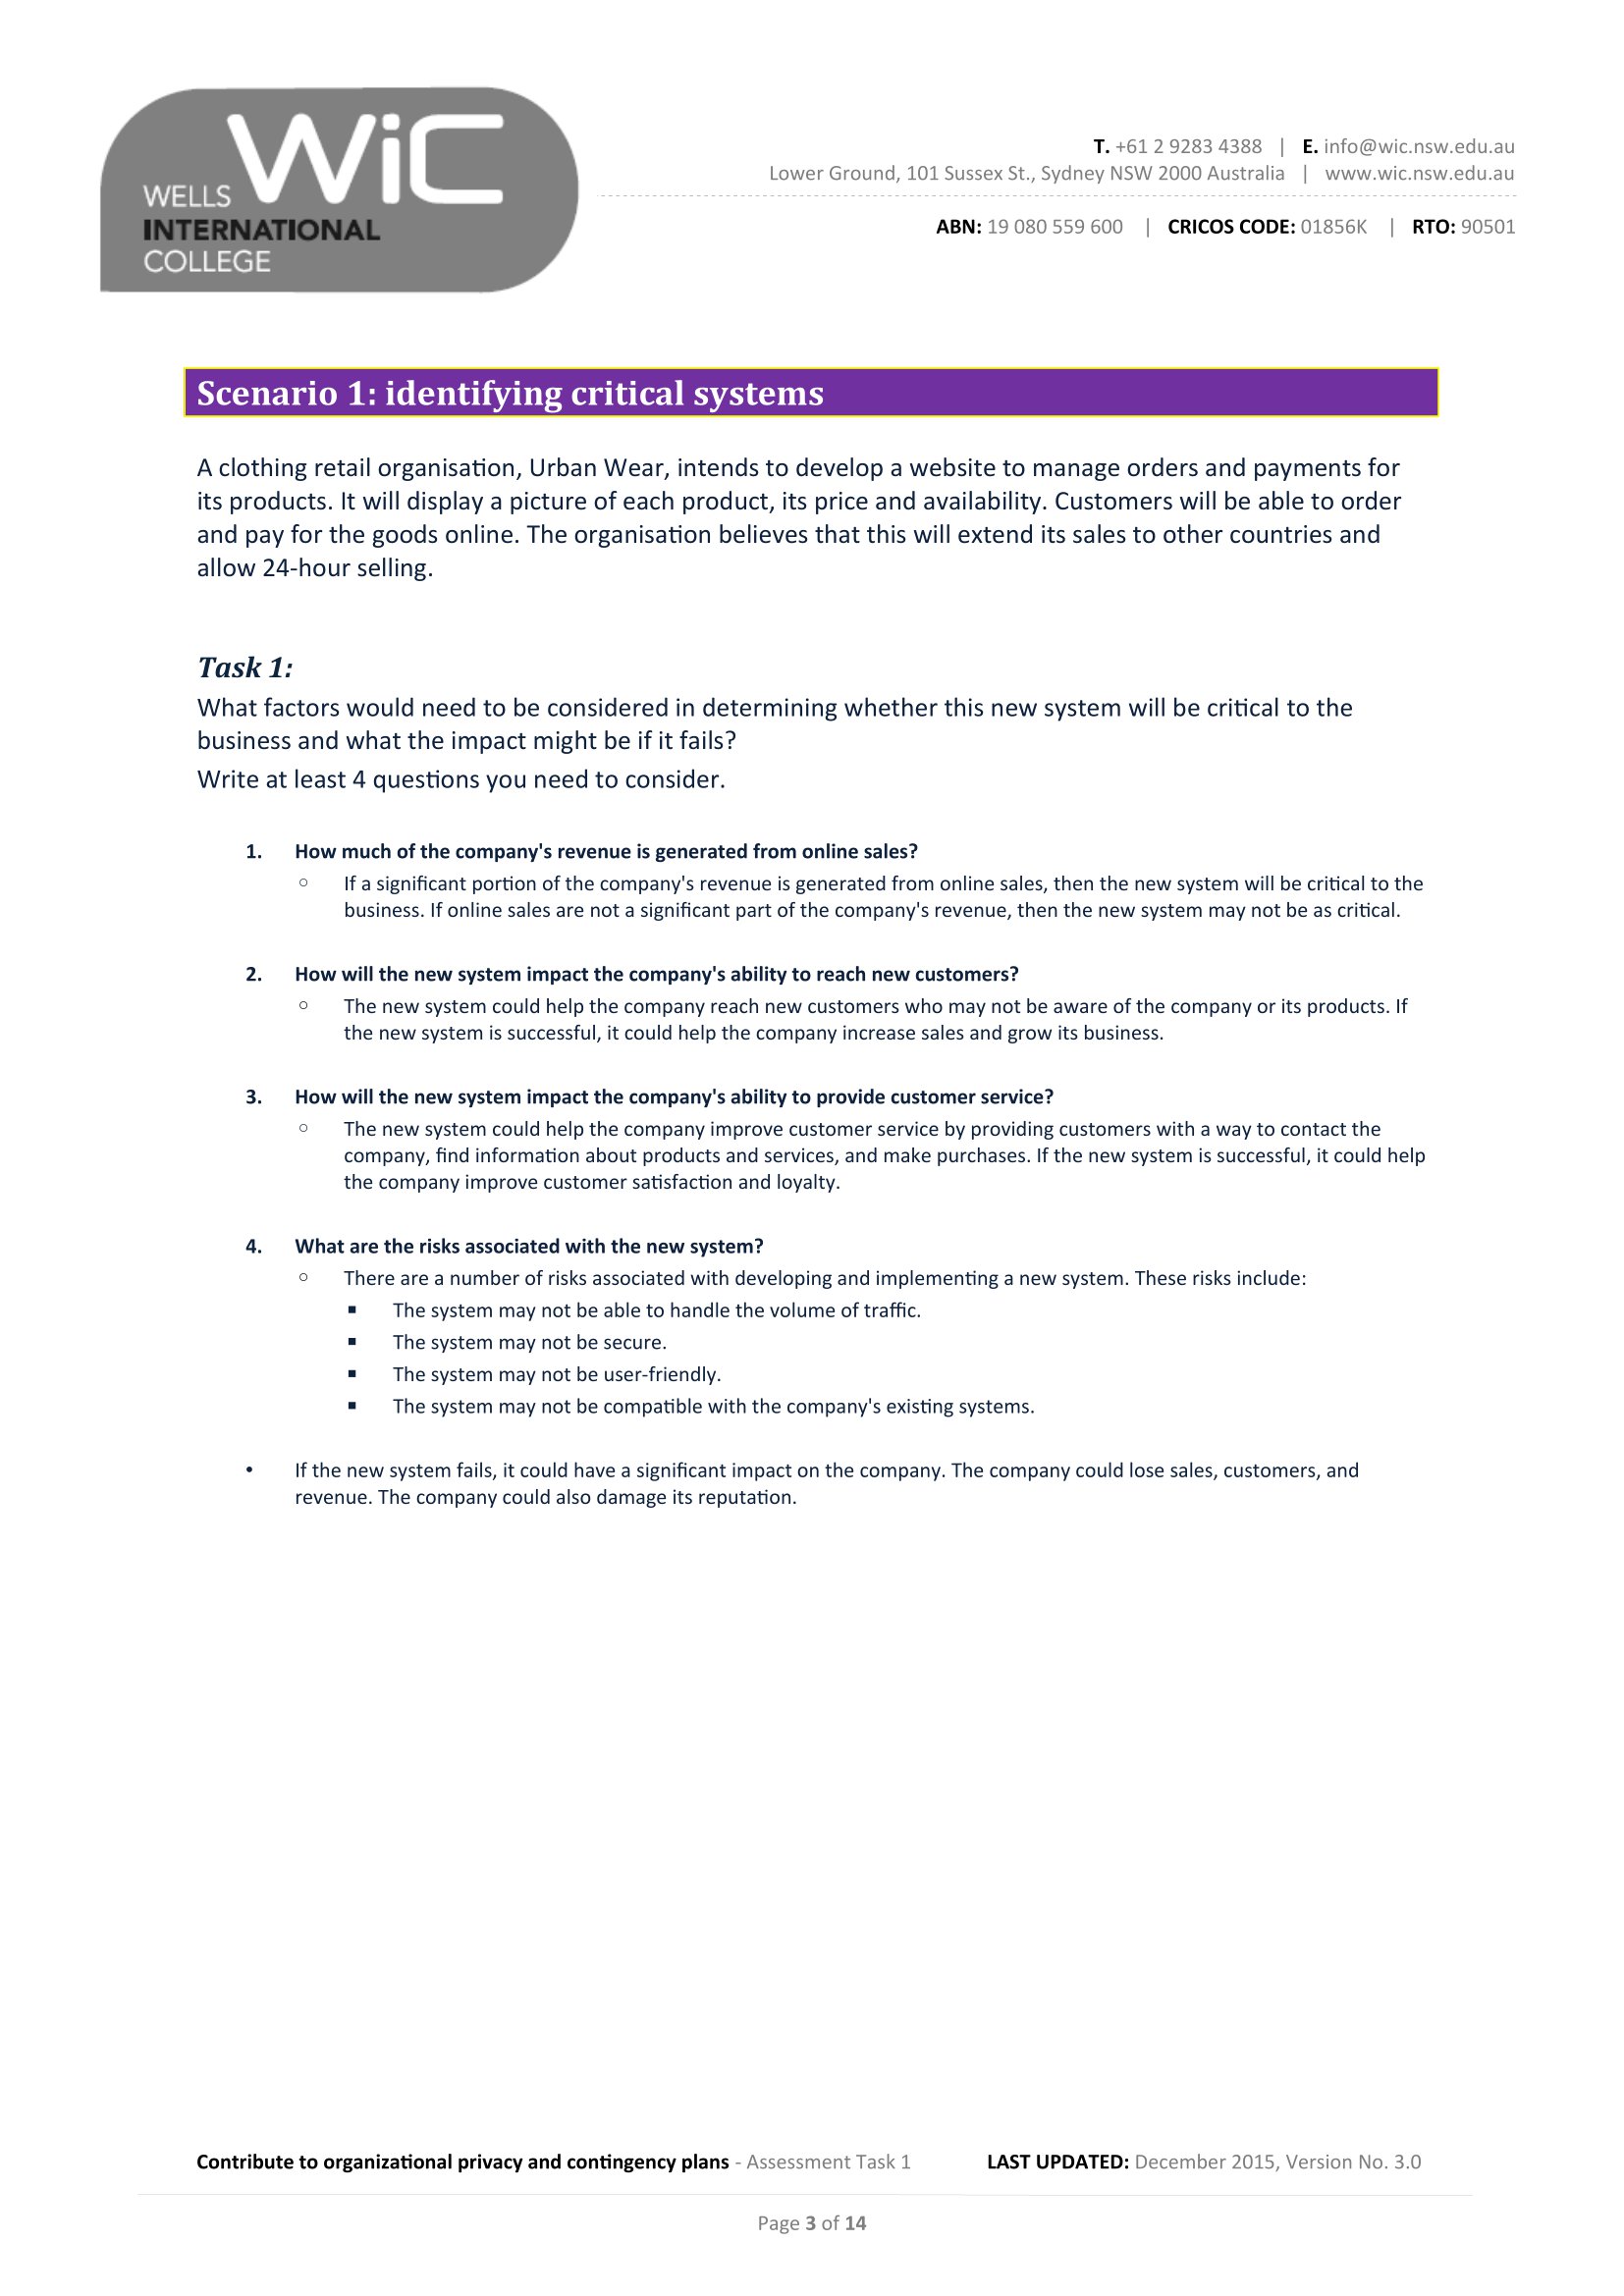 WiC
WELLS
INTERNATIONAL
COLLEGE
T. +61 2 9283 4388 | E. info@wic.nsw.edu.au
Lower Ground, 101 Sussex St., Sydney NSW 2000 Australia | www.wic.nsw.edu.au
ABN: 19 080 559 600 | CRICOS CODE: 01856K | RTO: 90501
Scenario 1: identifying critical systems
A clothing retail organisation, Urban Wear, intends to develop a website to manage orders and payments for
its products. It will display a picture of each product, its price and availability. Customers will be able to order
and pay for the goods online. The organisation believes that this will extend its sales to other countries and
allow 24-hour selling.
Task 1:
What factors would need to be considered in determining whether this new system will be critical to the
business and what the impact might be if it fails?
Write at least 4 questions you need to consider.
1. How much of the company's revenue is generated from online sales?
○ If a significant portion of the company's revenue is generated from online sales, then the new system will be critical to the
business. If online sales are not a significant part of the company's revenue, then the new system may not be as critical.
2. How will the new system impact the company's ability to reach new customers?
○ The new system could help the company reach new customers who may not be aware of the company or its products. If
the new system is successful, it could help the company increase sales and grow its business.
3. How will the new system impact the company's ability to provide customer service?
○ The new system could help the company improve customer service by providing customers with a way to contact the
company, find information about products and services, and make purchases. If the new system is successful, it could help
the company improve customer satisfaction and loyalty.
4. What are the risks associated with the new system?
○ There are a number of risks associated with developing and implementing a new system. These risks include:
▪ The system may not be able to handle the volume of traffic.
▪ The system may not be secure.
▪ The system may not be user-friendly.
▪ The system may not be compatible with the company's existing systems.
• If the new system fails, it could have a significant impact on the company. The company could lose sales, customers, and
revenue. The company could also damage its reputation.
Contribute to organizational privacy and contingency plans - Assessment Task 1 LAST UPDATED: December 2015, Version No. 3.0
Page 3 of 14